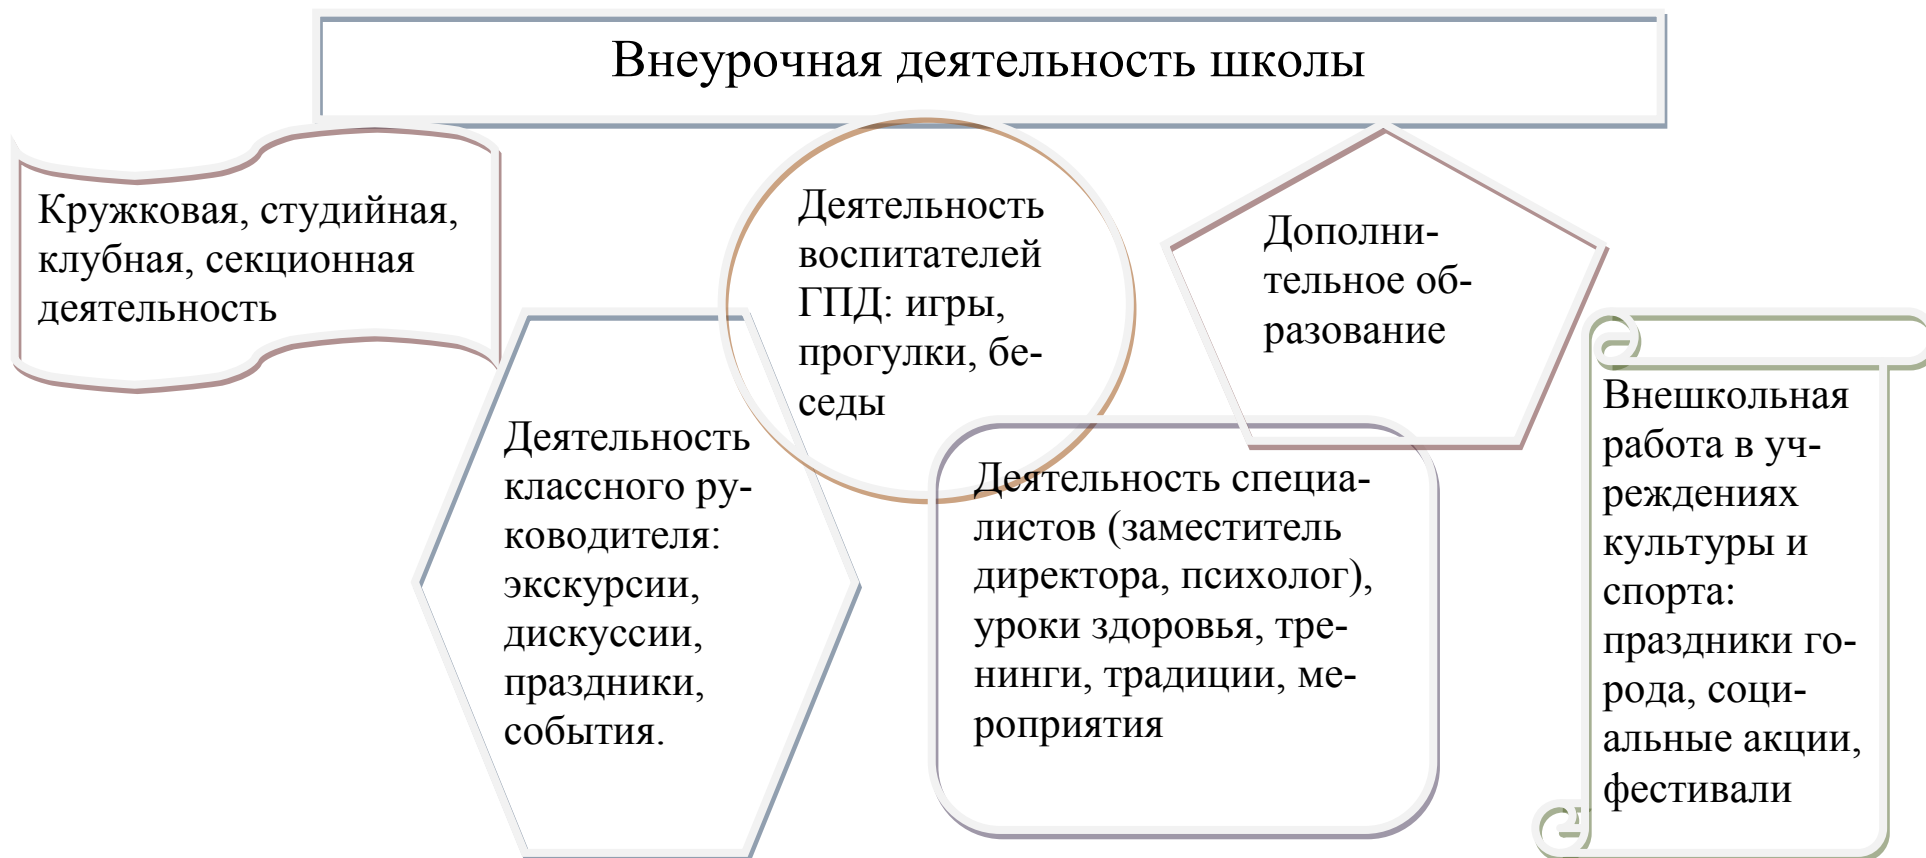 Внеурочная деятельность школы
Кружковая, студийная,
клубная, секционная
деятельность
Деятельность
воспитателей
ГПД: игры,
прогулки, бе-
седы
Дополни-
тельное об-
разование
Деятельность
классного ру-
ководителя:
экскурсии,
дискуссии,
праздники,
события.
Деятельность специа-
листов (заместитель
директора, психолог),
уроки здоровья, тре-
нинги, традиции, ме-
роприятия
Внешкольная
работа в уч-
реждениях
культуры и
спорта:
праздники го-
рода, соци-
альные акции,
фестивали